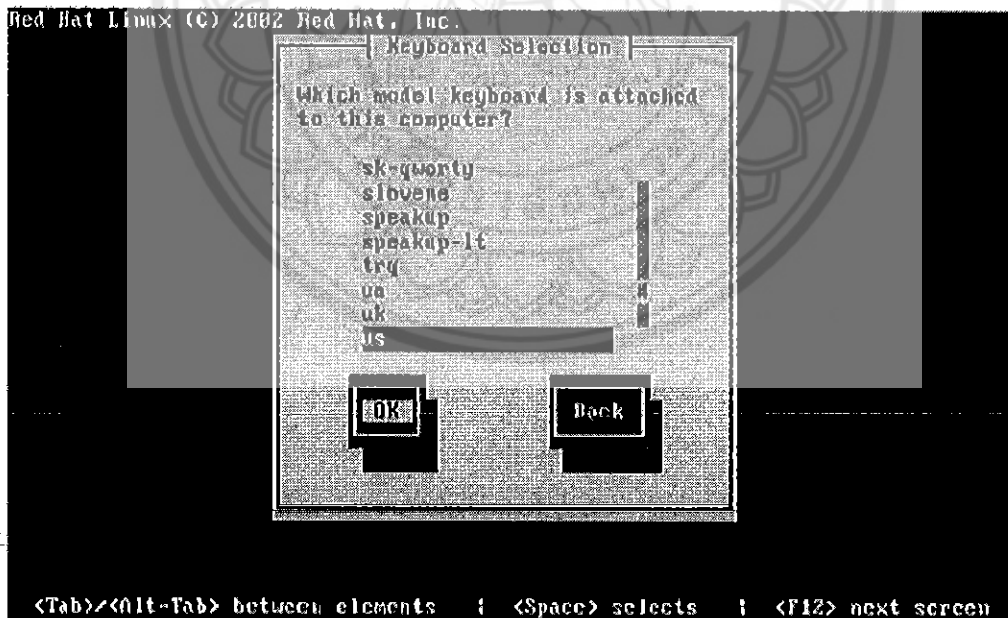 Red Hat Linux (C) 2002 Red Hat, Inc.
Keyboard Selection
Which model keyboard is attached
to this computer?
sk-qwerty
slovene
speakup
speakup-lt
trq
ua
uk
us
OK Back
<Tab>/<Alt-Tab> between elements | <Space> selects | <F12> next screen